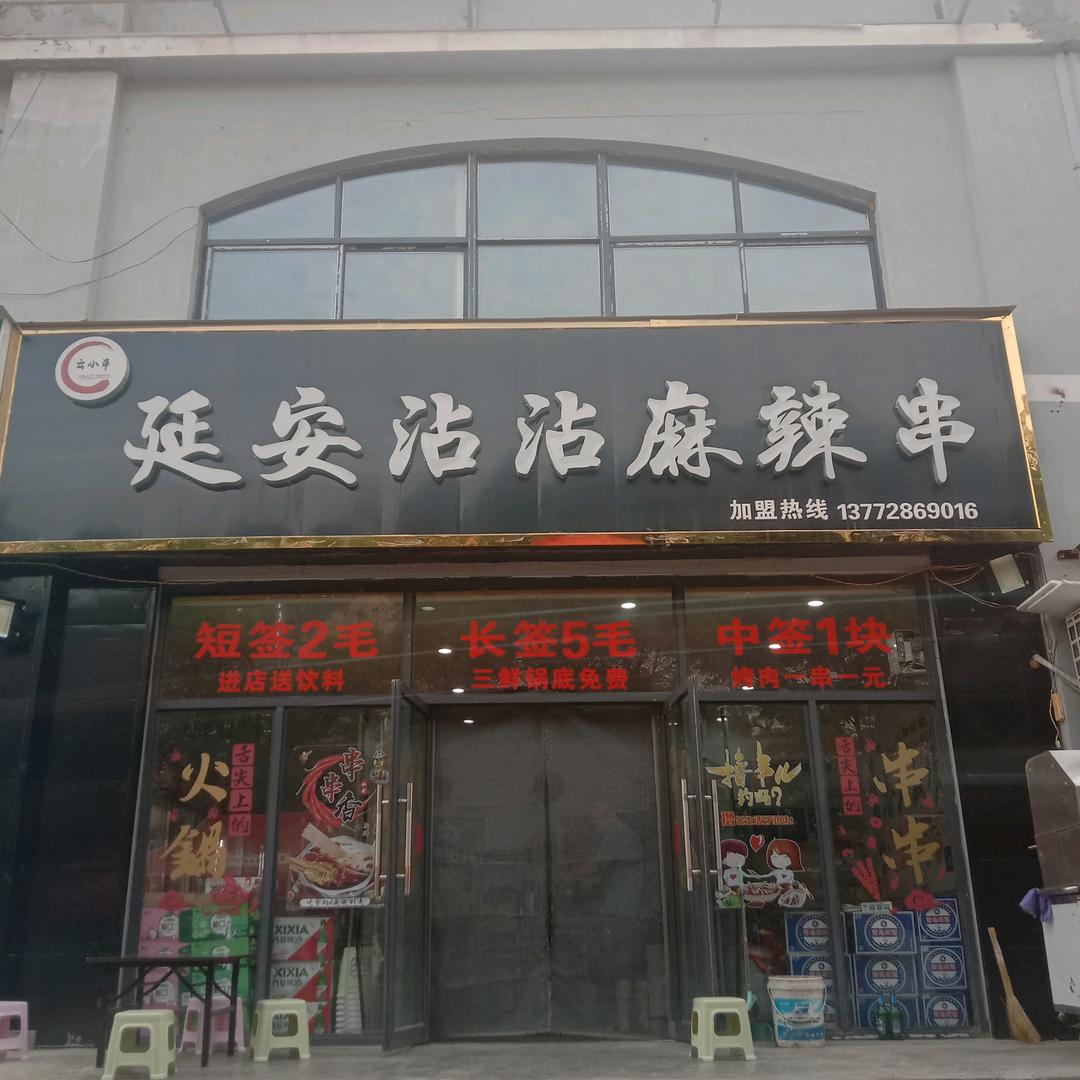 云小串
延安沾沾麻辣串
加盟热线 13772869016
短签2毛
进店送饮料
长签5毛
三鲜锅底免费
中签1块
烤肉一串一元
舌尖上的
火鍋
串串香
撸串儿
约吗?
舌尖上的
串串
XIXIA
XIXIA